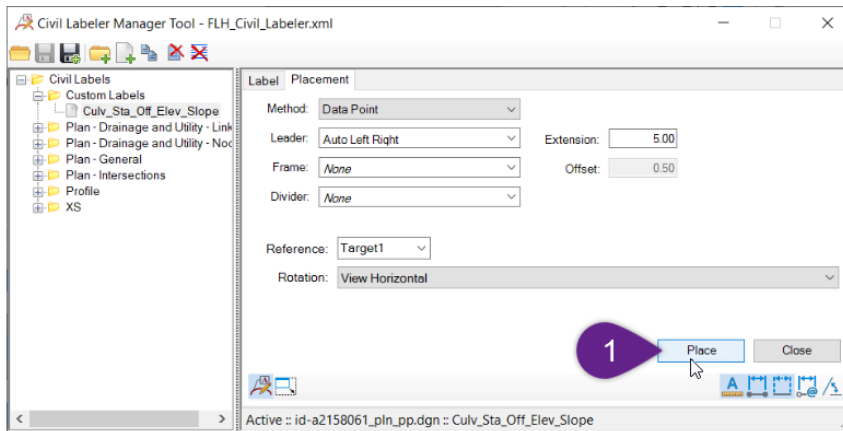 Civil Labeler Manager Tool - FLH_Civil_Labeler.xml
Civil Labels
Custom Labels
Culv_Sta_Off_Elev_Slope
Plan - Drainage and Utility - Link
Plan - Drainage and Utility - Noc
Plan - General
Plan - Intersections
Profile
XS
Label Placement
Method: Data Point
Leader: Auto Left Right Extension: 5.00
Frame: None Offset: 0.50
Divider: None
Reference: Target1
Rotation: View Horizontal
1 Place Close
Active :: id-a2158061_pln_pp.dgn :: Culv_Sta_Off_Elev_Slope